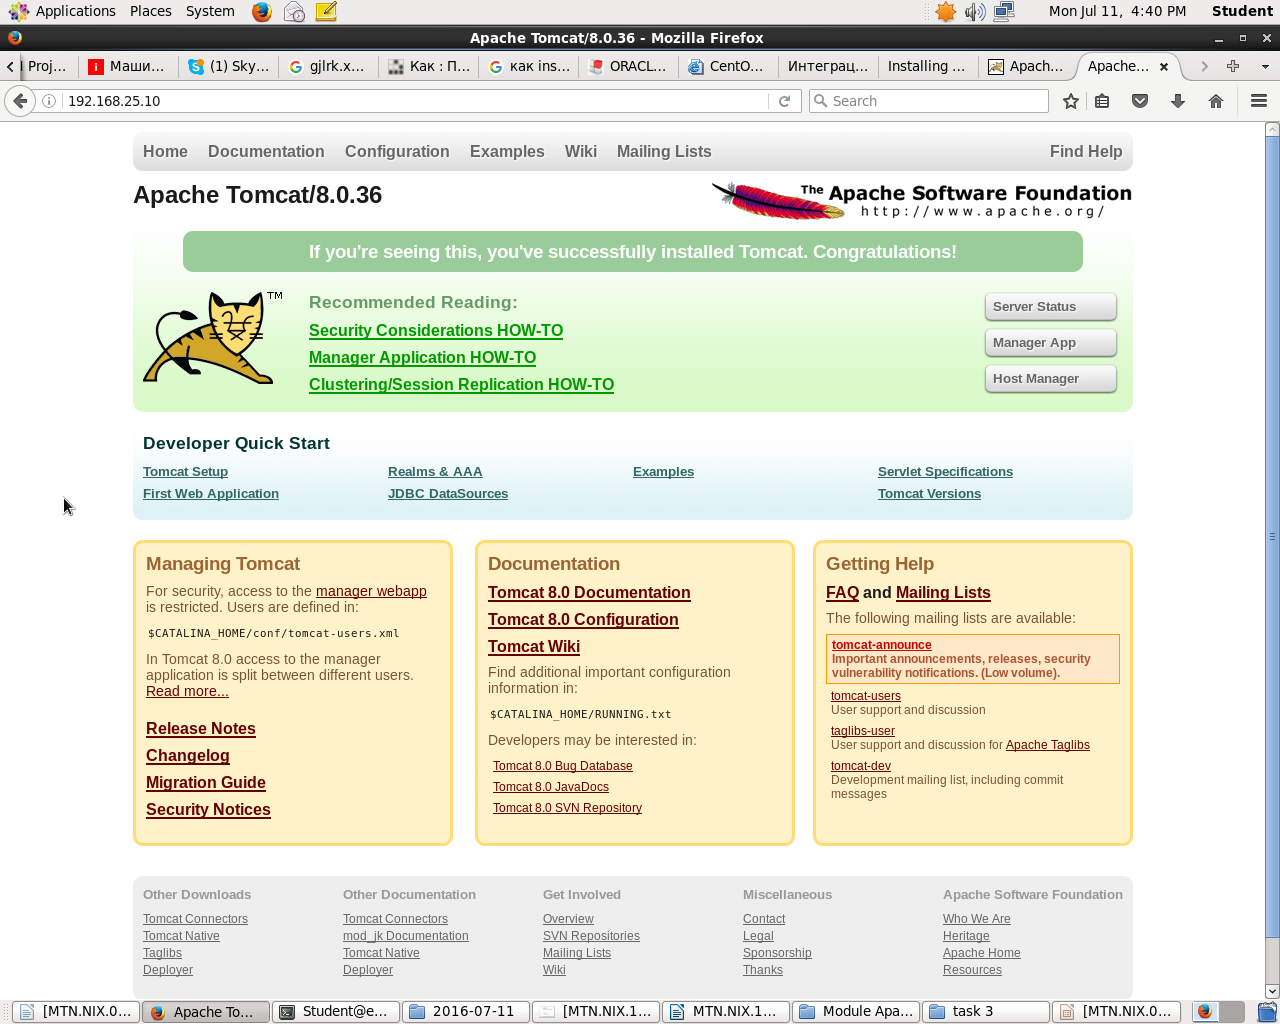 Applications Places System Mon Jul 11, 4:40 PM Student
Apache Tomcat/8.0.36 - Mozilla Firefox
Proj... Маши... (1) Sky... gjlrk.x... Как : П... как ins... ORACL... CentO... Интеграц... Installing ... Apach... Apache...
192.168.25.10 Search
Home Documentation Configuration Examples Wiki Mailing Lists Find Help
Apache Tomcat/8.0.36
The Apache Software Foundation
http://www.apache.org/
If you're seeing this, you've successfully installed Tomcat. Congratulations!
TM
Recommended Reading:
Security Considerations HOW-TO
Manager Application HOW-TO
Clustering/Session Replication HOW-TO
Server Status
Manager App
Host Manager
Developer Quick Start
Tomcat Setup Realms & AAA Examples Servlet Specifications
First Web Application JDBC DataSources Tomcat Versions
Managing Tomcat
For security, access to the manager webapp
is restricted. Users are defined in:
$CATALINA_HOME/conf/tomcat-users.xml
In Tomcat 8.0 access to the manager
application is split between different users.
Read more...
Release Notes
Changelog
Migration Guide
Security Notices
Documentation
Tomcat 8.0 Documentation
Tomcat 8.0 Configuration
Tomcat Wiki
Find additional important configuration
information in:
$CATALINA_HOME/RUNNING.txt
Developers may be interested in:
Tomcat 8.0 Bug Database
Tomcat 8.0 JavaDocs
Tomcat 8.0 SVN Repository
Getting Help
FAQ and Mailing Lists
The following mailing lists are available:
tomcat-announce
Important announcements, releases, security
vulnerability notifications. (Low volume).
tomcat-users
User support and discussion
taglibs-user
User support and discussion for Apache Taglibs
tomcat-dev
Development mailing list, including commit
messages
Other Downloads
Tomcat Connectors
Tomcat Native
Taglibs
Deployer
Other Documentation
Tomcat Connectors
mod_jk Documentation
Tomcat Native
Deployer
Get Involved
Overview
SVN Repositories
Mailing Lists
Wiki
Miscellaneous
Contact
Legal
Sponsorship
Thanks
Apache Software Foundation
Who We Are
Heritage
Apache Home
Resources
[MTN.NIX.0... Apache To... Student@e... 2016-07-11 [MTN.NIX.1... MTN.NIX.1... Module Apa... task 3 [MTN.NIX.0...